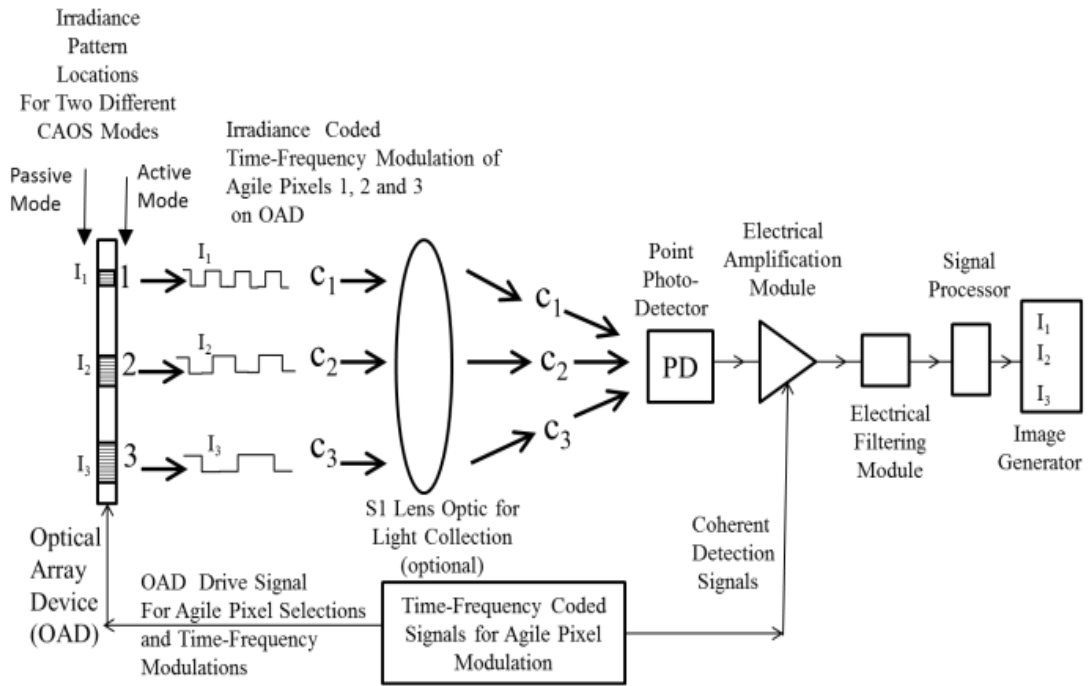 Irradiance
Pattern
Locations
For Two Different
CAOS Modes
Passive
Mode
Active
Mode
Irradiance Coded
Time-Frequency Modulation of
Agile Pixels 1, 2 and 3
on OAD
I1
1
I1
c1
c1
I2
2
I2
c2
c2
I3
3
I3
c3
c3
Point
Photo-
Detector
PD
Electrical
Amplification
Module
Signal
Processor
I1
I2
I3
Electrical
Filtering
Module
Image
Generator
S1 Lens Optic for
Light Collection
(optional)
Coherent
Detection
Signals
Optical
Array
Device
(OAD)
OAD Drive Signal
For Agile Pixel Selections
and Time-Frequency
Modulations
Time-Frequency Coded
Signals for Agile Pixel
Modulation